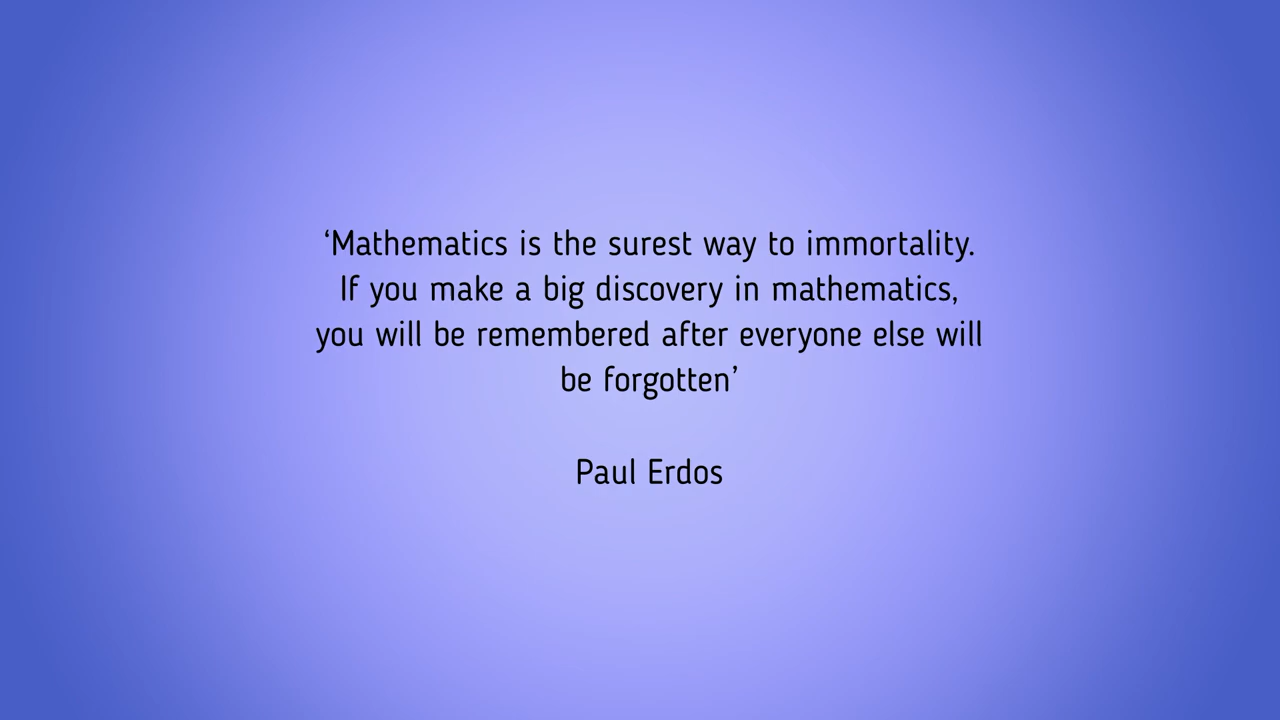 ‘Mathematics is the surest way to immortality.
If you make a big discovery in mathematics,
you will be remembered after everyone else will
be forgotten’
Paul Erdos